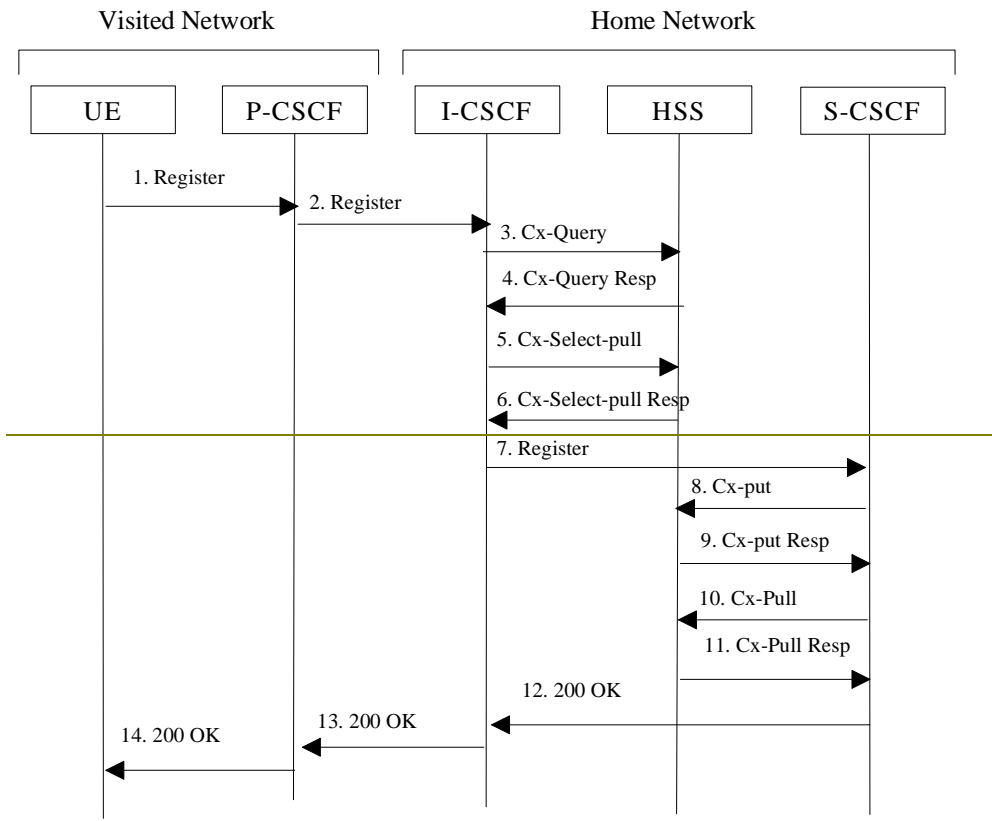 Visited Network
Home Network
UE
P-CSCF
I-CSCF
HSS
S-CSCF
1. Register
2. Register
3. Cx-Query
4. Cx-Query Resp
5. Cx-Select-pull
6. Cx-Select-pull Resp
7. Register
8. Cx-put
9. Cx-put Resp
10. Cx-Pull
11. Cx-Pull Resp
12. 200 OK
13. 200 OK
14. 200 OK